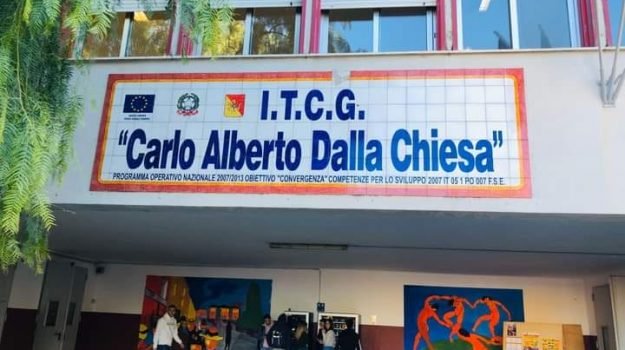 I.T.C.G.
"Carlo Alberto Dalla Chiesa"
PROGRAMMA OPERATIVO NAZIONALE 2007/2013 OBIETTIVO "CONVERGENZA" COMPETENZE PER LO SVILUPPO 2007 IT 05 1 PO 007 F.S.E.